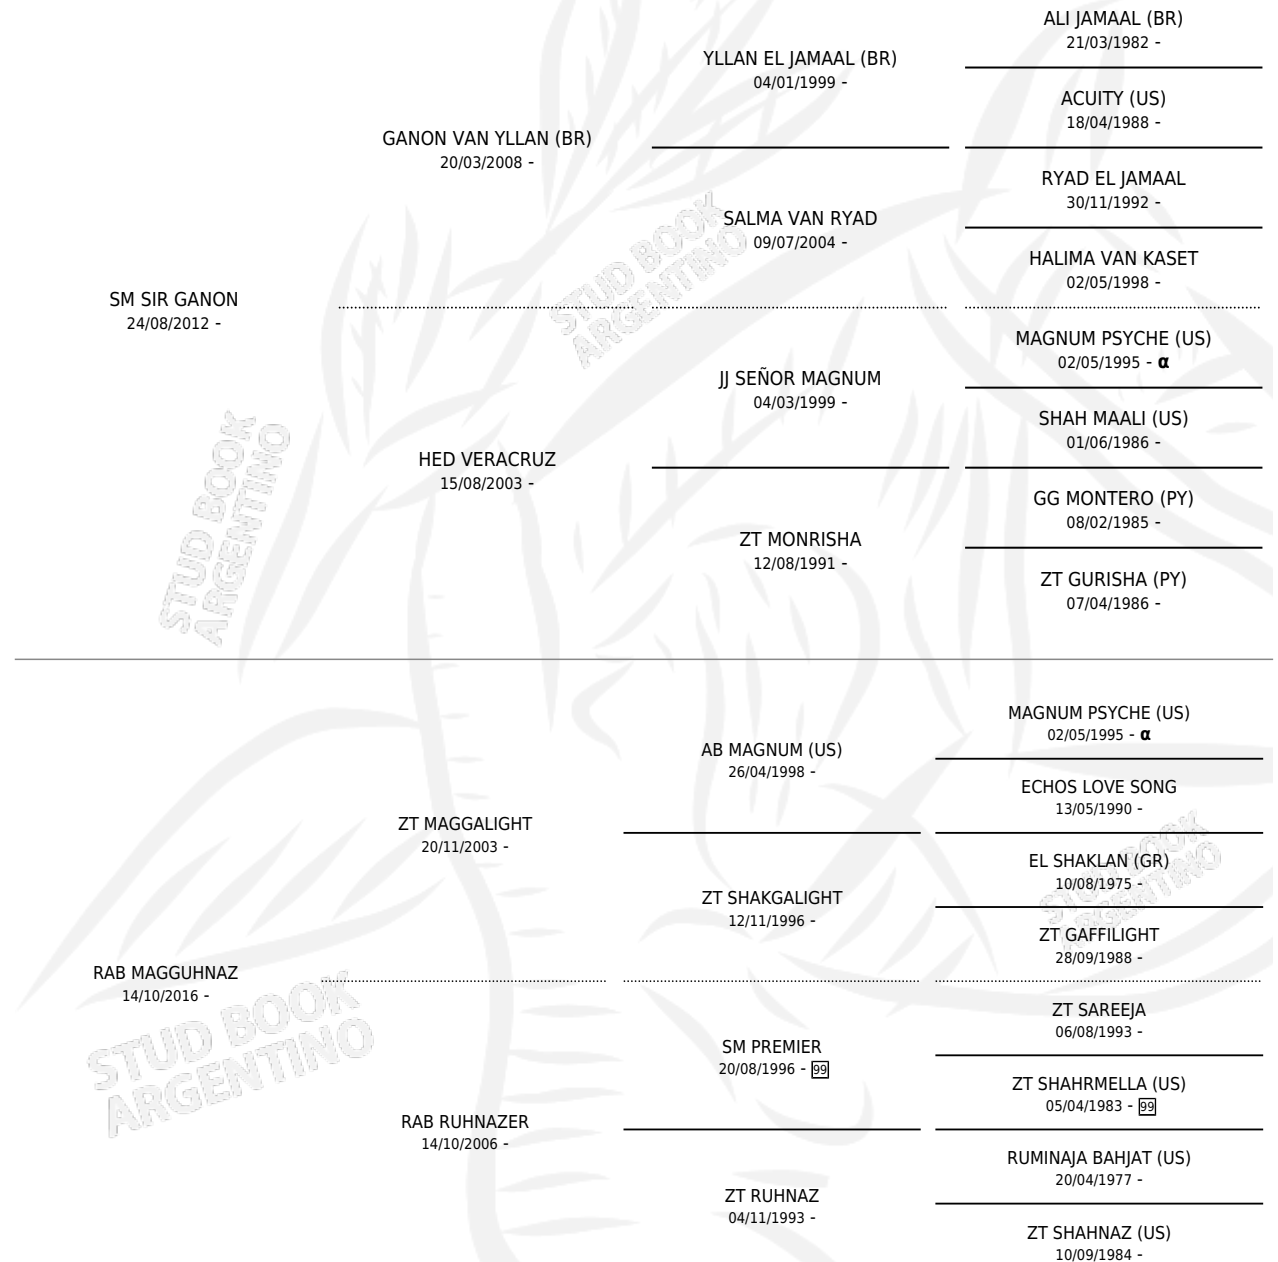 ALI JAMAAL (BR)
21/03/1982 -
YLLAN EL JAMAAL (BR)
04/01/1999 -
ACUITY (US)
18/04/1988 -
GANON VAN YLLAN (BR)
20/03/2008 -
RYAD EL JAMAAL
30/11/1992 -
SALMA VAN RYAD
09/07/2004 -
HALIMA VAN KASET
02/05/1998 -
SM SIR GANON
24/08/2012 -
MAGNUM PSYCHE (US)
02/05/1995 - α
JJ SEÑOR MAGNUM
04/03/1999 -
SHAH MAALI (US)
01/06/1986 -
HED VERACRUZ
15/08/2003 -
GG MONTERO (PY)
08/02/1985 -
ZT MONRISHA
12/08/1991 -
ZT GURISHA (PY)
07/04/1986 -
MAGNUM PSYCHE (US)
02/05/1995 - α
AB MAGNUM (US)
26/04/1998 -
ECHOS LOVE SONG
13/05/1990 -
ZT MAGGALIGHT
20/11/2003 -
EL SHAKLAN (GR)
10/08/1975 -
ZT SHAKGALIGHT
12/11/1996 -
ZT GAFFILIGHT
28/09/1988 -
RAB MAGGUHNAZ
14/10/2016 -
ZT SAREEJA
06/08/1993 -
SM PREMIER
20/08/1996 - 99
ZT SHAHRMELLA (US)
05/04/1983 - 99
RAB RUHNAZER
14/10/2006 -
RUMINAJA BAHJAT (US)
20/04/1977 -
ZT RUHNAZ
04/11/1993 -
ZT SHAHNAZ (US)
10/09/1984 -
STUD BOOK
ARGENTINO
STUD BOOK
ARGENTINO
STUD BOOK
ARGENTINO
STUD BOOK
ARGENTINO